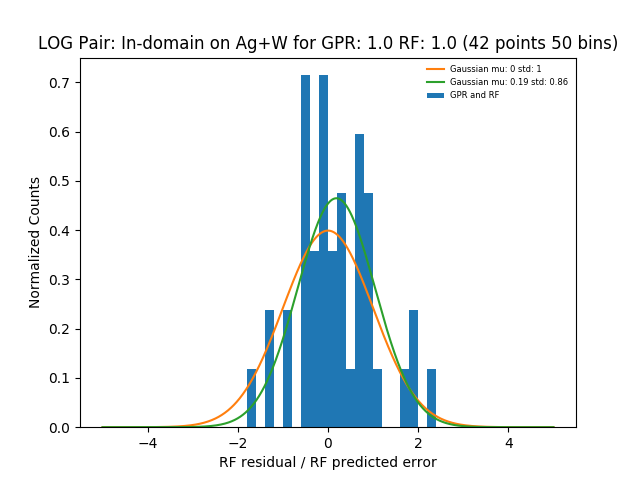 LOG Pair: In-domain on Ag+W for GPR: 1.0 RF: 1.0 (42 points 50 bins)
Gaussian mu: 0 std: 1
Gaussian mu: 0.19 std: 0.86
GPR and RF
Normalized Counts
0.7
0.6
0.5
0.4
0.3
0.2
0.1
0.0
−4 −2 0 2 4
RF residual / RF predicted error